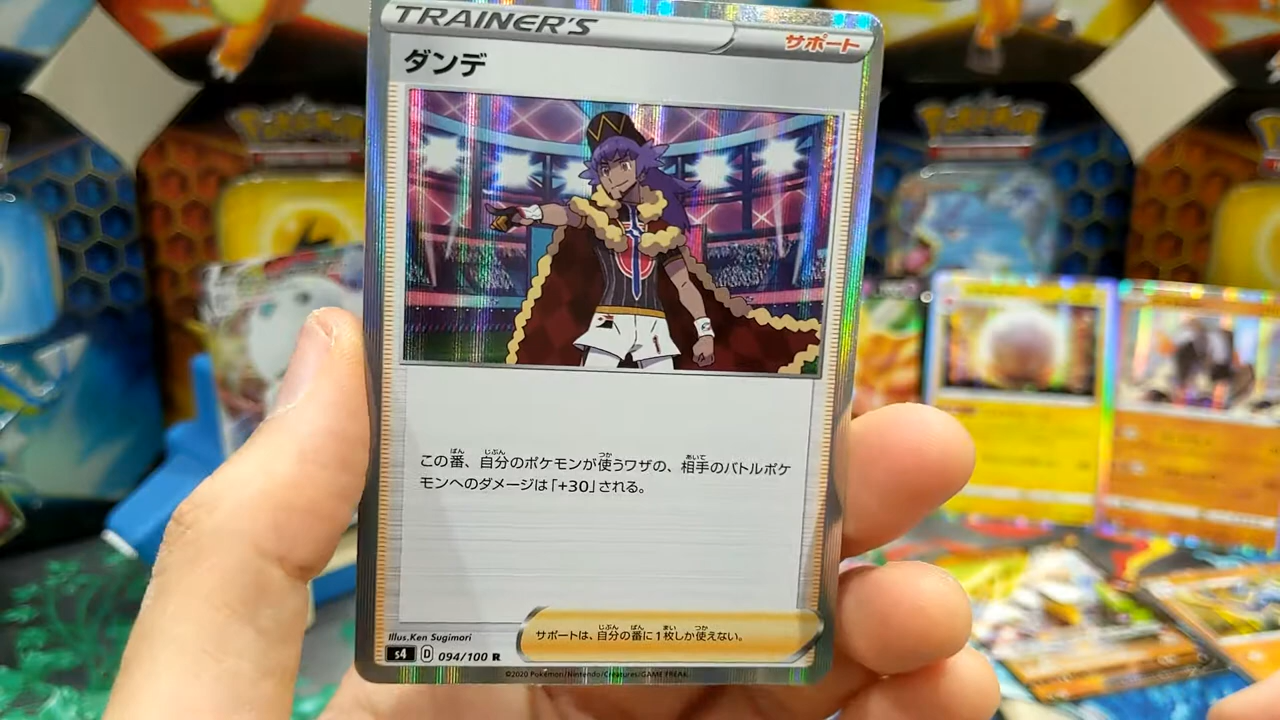 TRAINER'S
サポート
ダンデ
この番、自分のポケモンが使うワザの、相手のバトルポケ
モンへのダメージは「+30」される。
サポートは、自分の番に1枚しか使えない。
Illus.Ken Sugimori
s4 D 094/100 R
©2020 Pokémon/Nintendo/Creatures/GAME FREAK.
Pokémon
Pokémon